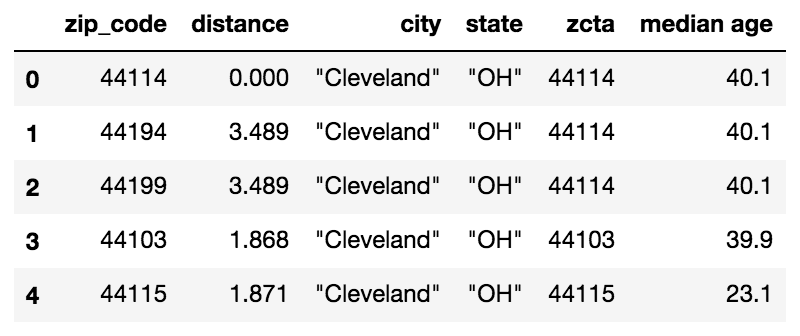 zip_code distance city state zcta median age
0 44114 0.000 "Cleveland" "OH" 44114 40.1
1 44194 3.489 "Cleveland" "OH" 44114 40.1
2 44199 3.489 "Cleveland" "OH" 44114 40.1
3 44103 1.868 "Cleveland" "OH" 44103 39.9
4 44115 1.871 "Cleveland" "OH" 44115 23.1